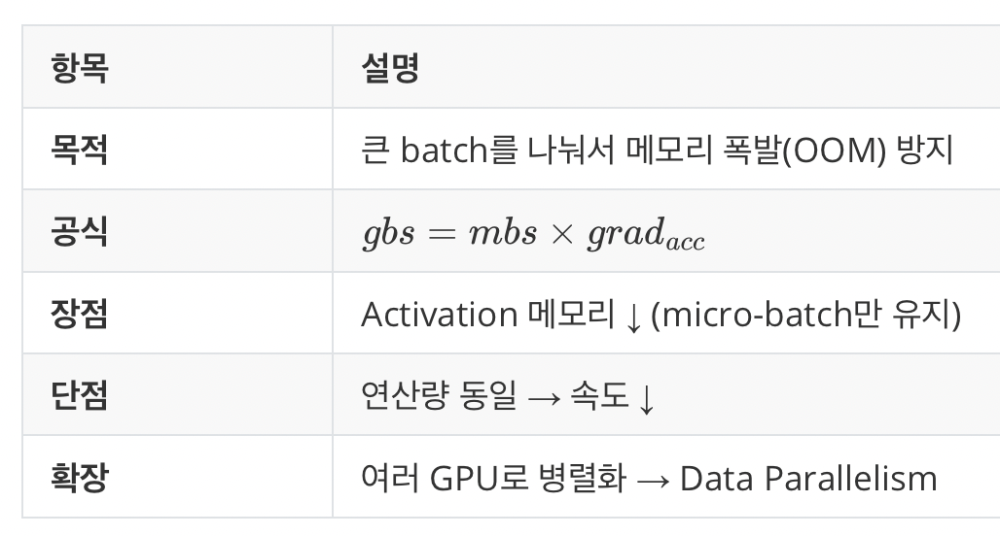 항목 설명
목적 큰 batch를 나눠서 메모리 폭발(OOM) 방지
공식 gbs = mbs × grad_acc
장점 Activation 메모리 ↓ (micro-batch만 유지)
단점 연산량 동일 → 속도 ↓
확장 여러 GPU로 병렬화 → Data Parallelism